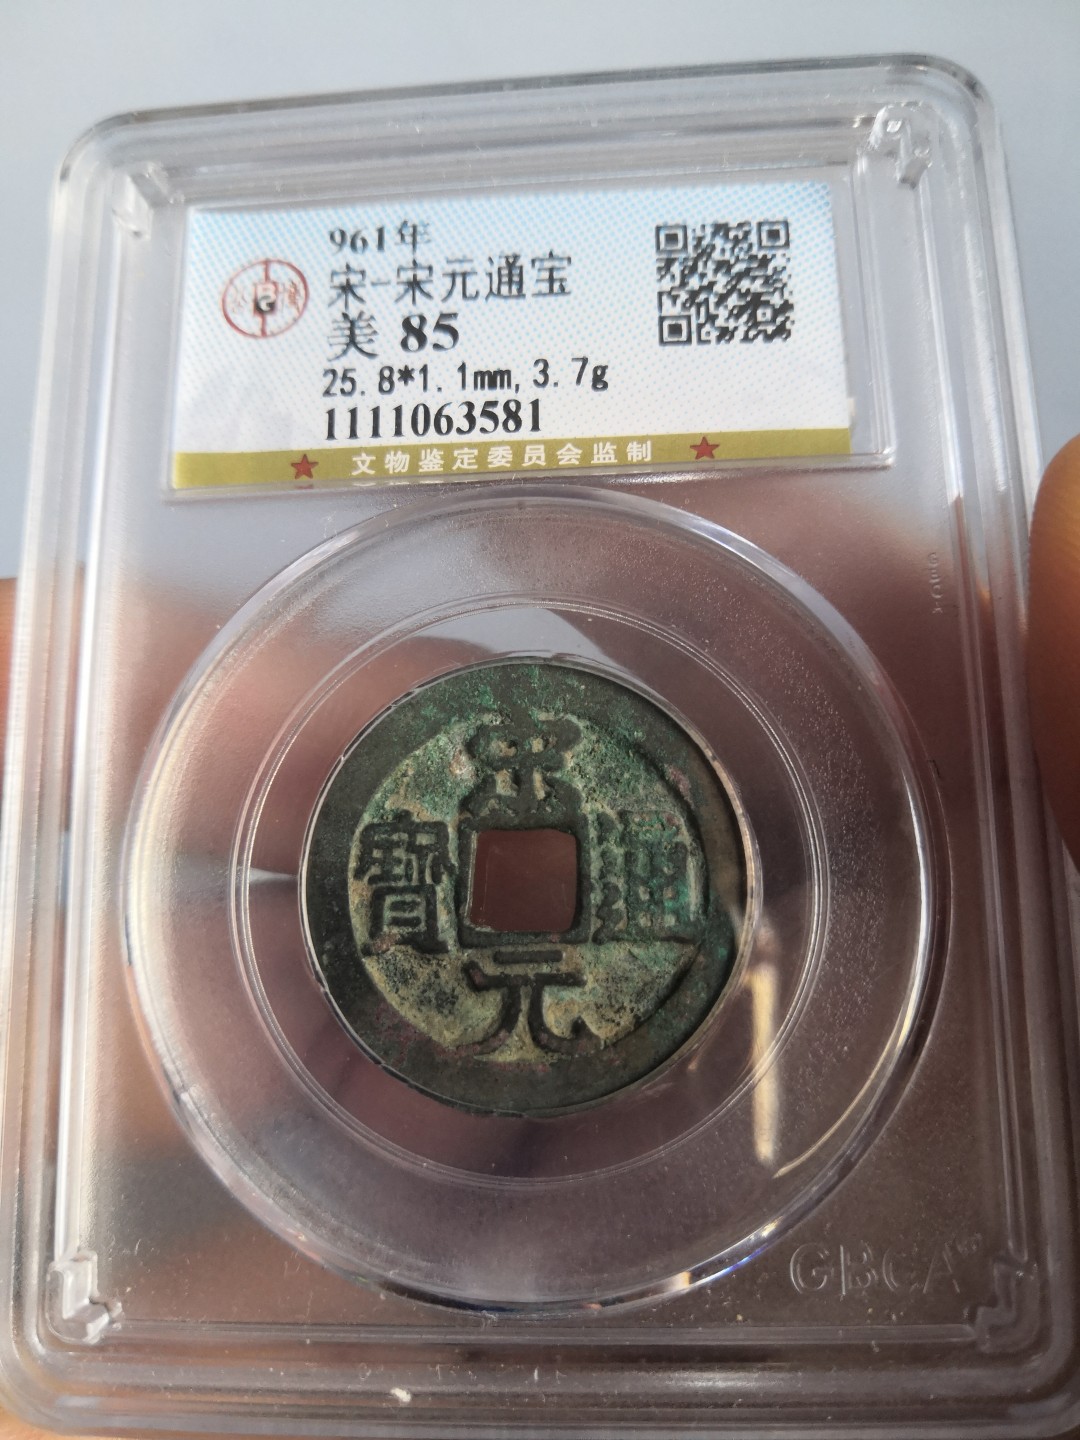 961年
宋-宋元通宝
美 85
25.8*1.1mm,3.7g
1111063581
文物鉴定委员会监制
宋
寳 通
元
GBCA